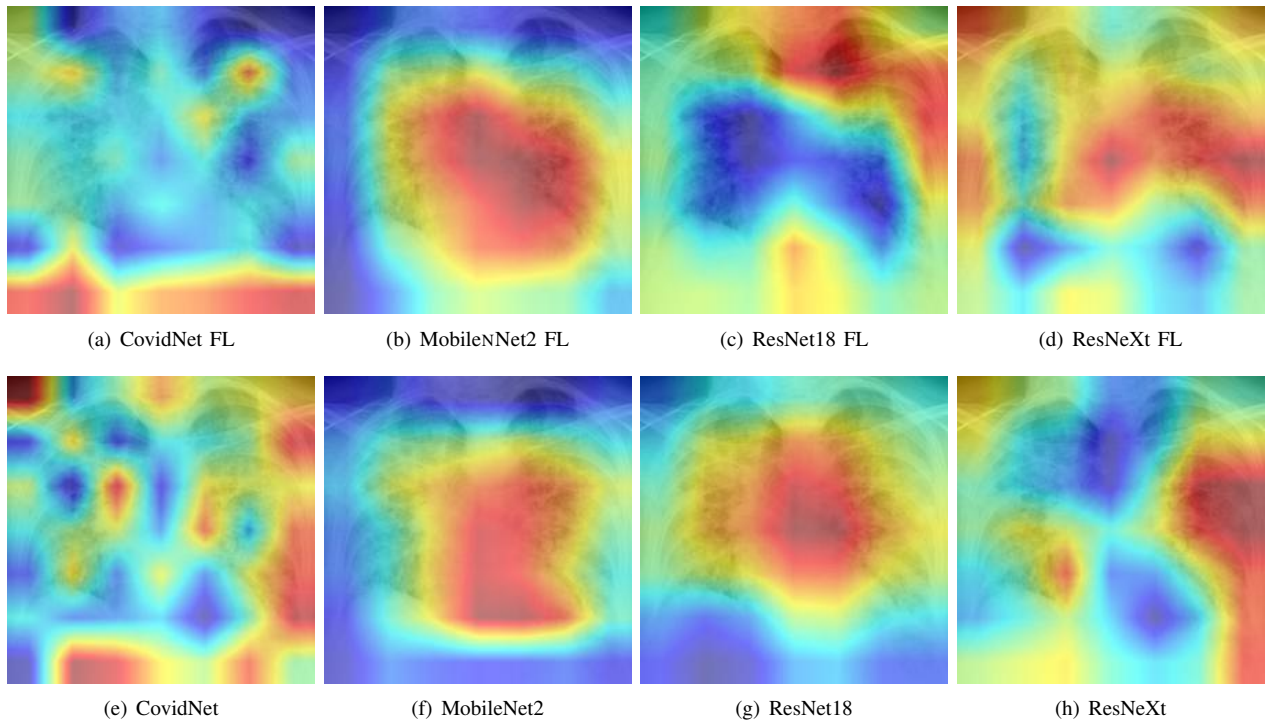 (a) CovidNet FL
(b) MobileNNet2 FL
(c) ResNet18 FL
(d) ResNeXt FL
(e) CovidNet
(f) MobileNet2
(g) ResNet18
(h) ResNeXt